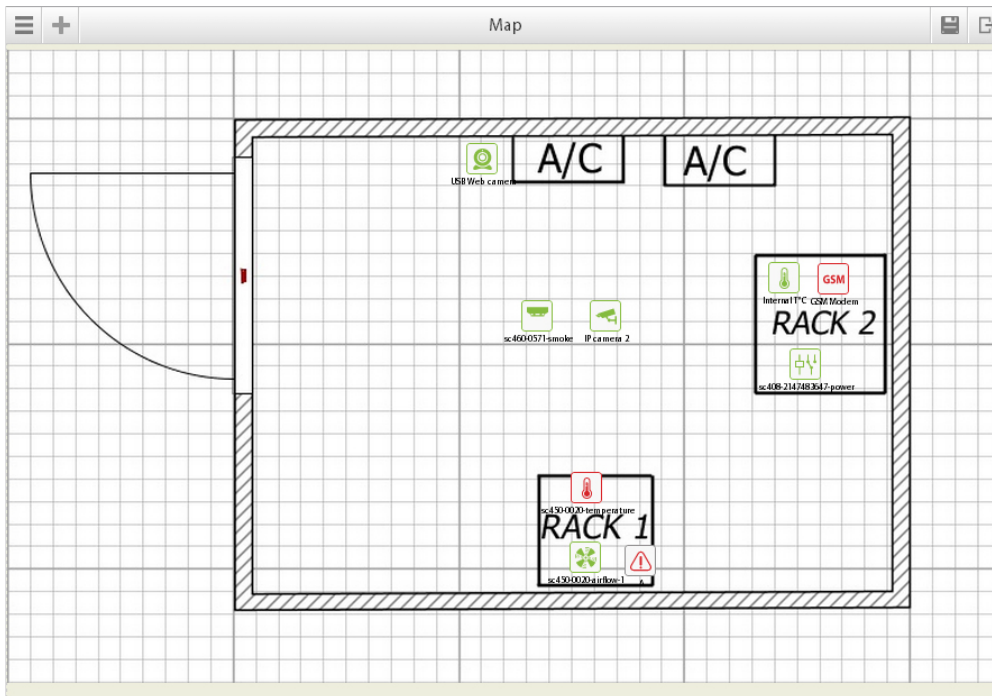 Map
A/C
A/C
USB Web camera
Internal T°C
GSM
GSM Modem
RACK 2
sc460-0571-smoke
IP camera 2
sc408-2147483647-power
sc450-0020-temperature
RACK 1
sc450-0020-airflow-1